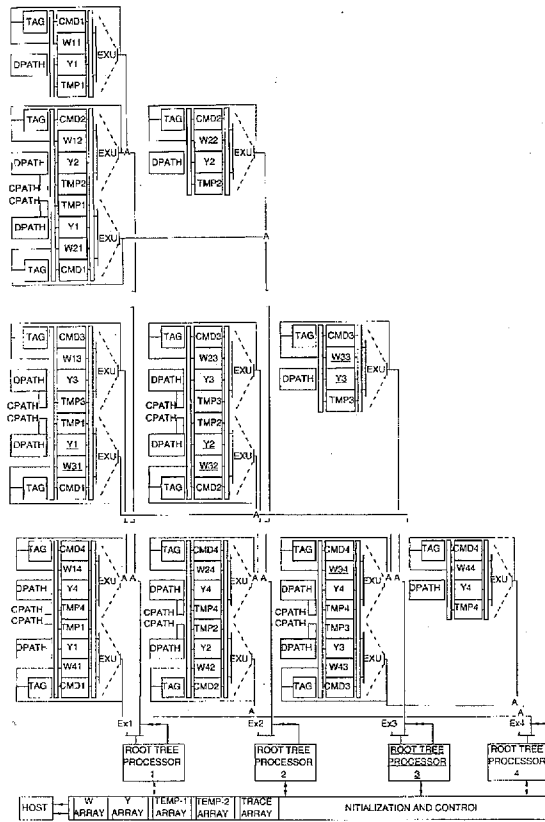 TAG CMD1
W11
DPATH Y1 EXU
TMP1
TAG CMD2 TAG CMD2
W12 W22
DPATH Y2 EXU A DPATH Y2 EXU
CPATH TMP2 TMP2
CPATH TMP1
DPATH Y1 EXU A
W21
TAG CMD1
TAG CMD3 TAG CMD3 TAG CMD3
W13 W23 W33
DPATH Y3 EXU DPATH Y3 EXU DPATH Y3 EXU
CPATH TMP3 CPATH TMP3 TMP3
CPATH TMP1 CPATH TMP2
DPATH Y1 EXU DPATH Y2 EXU
W31 W32
TAG CMD1 TAG CMD2
A
TAG CMD4 TAG CMD4 TAG CMD4 TAG CMD4
W14 W24 W34 W44
DPATH Y4 EXU A A DPATH Y4 EXU A A DPATH Y4 EXU A A DPATH Y4 EXU
CPATH TMP4 CPATH TMP4 CPATH TMP4 TMP4
CPATH TMP1 CPATH TMP2 CPATH TMP3
DPATH Y1 EXU DPATH Y2 EXU DPATH Y3 EXU
W41 W42 W43
TAG CMD1 TAG CMD2 TAG CMD3
A A
A
Ex1 Ex2 Ex3 Ex4
ROOT TREE PROCESSOR 1 ROOT TREE PROCESSOR 2 ROOT TREE PROCESSOR 3 ROOT TREE PROCESSOR 4
HOST W ARRAY Y ARRAY TEMP-1 ARRAY TEMP-2 ARRAY TRACE ARRAY NITIALIZATION AND CONTROL